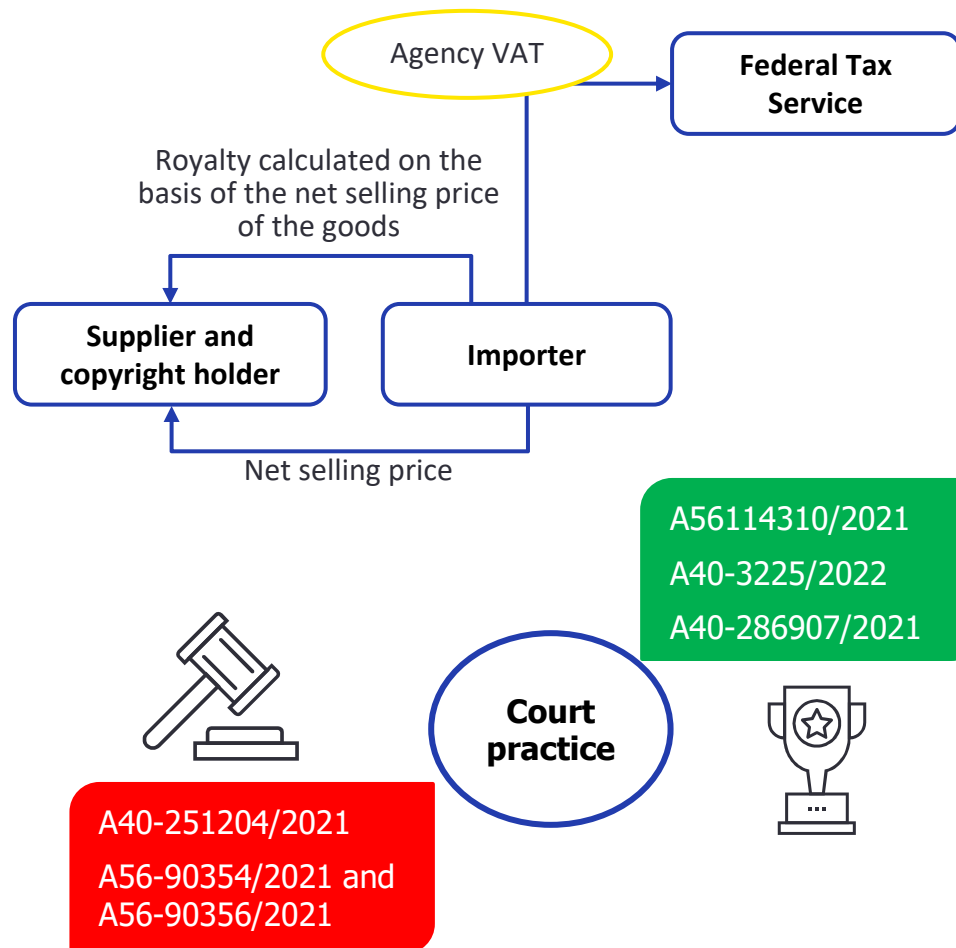 Agency VAT
Federal Tax
Service
Royalty calculated on the
basis of the net selling price
of the goods
Supplier and
copyright holder
Importer
Net selling price
A56114310/2021
A40-3225/2022
A40-286907/2021
Court
practice
A40-251204/2021
A56-90354/2021 and
A56-90356/2021